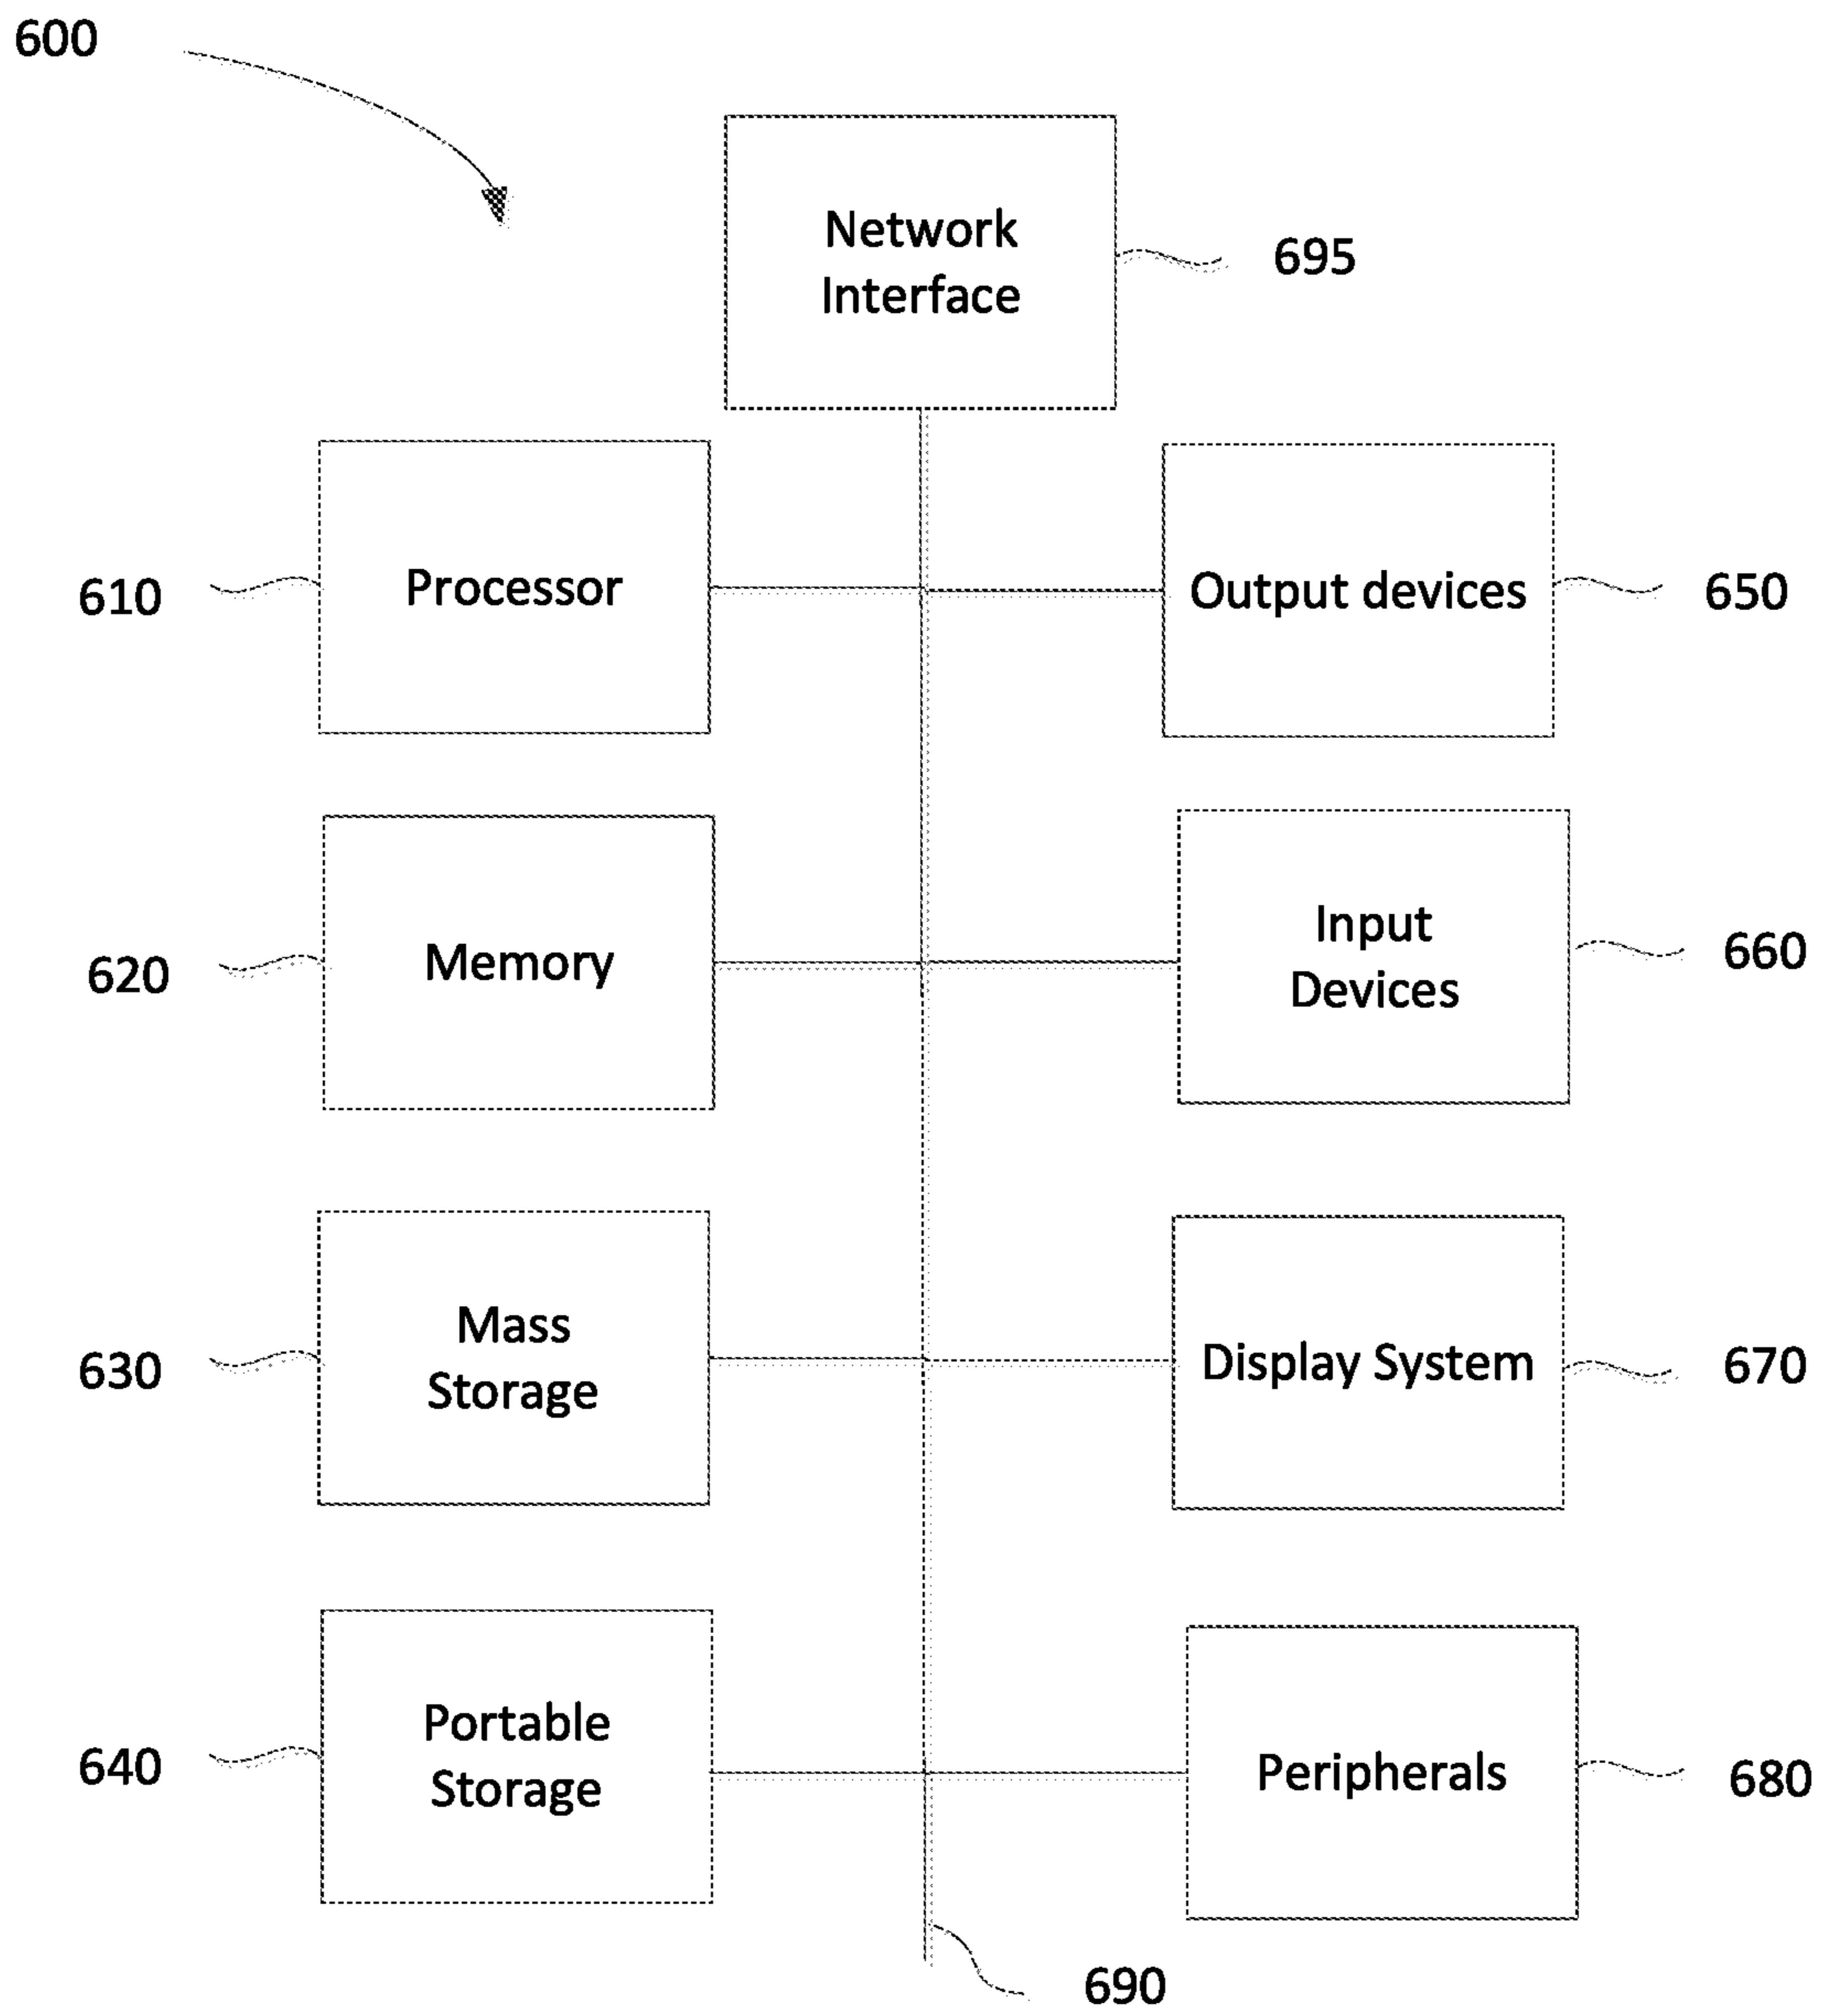 600
Network
Interface
695
610
Processor
Output devices
650
620
Memory
Input
Devices
660
630
Mass
Storage
Display System
670
640
Portable
Storage
Peripherals
680
690